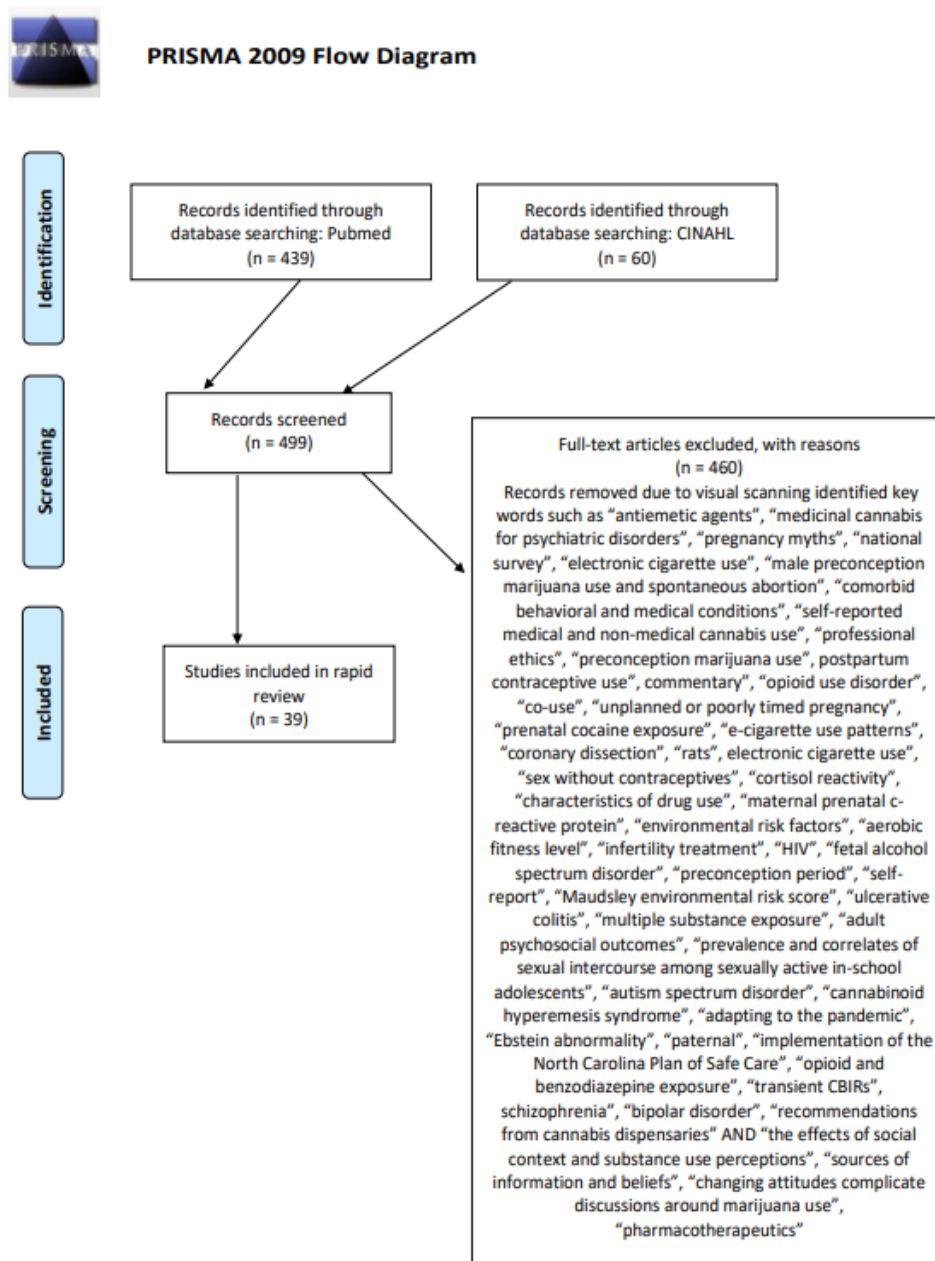 PRISMA
PRISMA 2009 Flow Diagram
Identification
Records identified through
database searching: Pubmed
(n = 439)
Records identified through
database searching: CINAHL
(n = 60)
Screening
Records screened
(n = 499)
Full-text articles excluded, with reasons
(n = 460)
Records removed due to visual scanning identified key
words such as “antiemetic agents”, “medicinal cannabis
for psychiatric disorders”, “pregnancy myths”, “national
survey”, “electronic cigarette use”, “male preconception
marijuana use and spontaneous abortion”, “comorbid
behavioral and medical conditions”, “self-reported
medical and non-medical cannabis use”, “professional
ethics”, “preconception marijuana use”, postpartum
contraceptive use”, commentary”, “opioid use disorder”,
“co-use”, “unplanned or poorly timed pregnancy”,
“prenatal cocaine exposure”, “e-cigarette use patterns”,
“coronary dissection”, “rats”, electronic cigarette use”,
“sex without contraceptives”, “cortisol reactivity”,
“characteristics of drug use”, “maternal prenatal c-
reactive protein”, “environmental risk factors”, “aerobic
fitness level”, “infertility treatment”, “HIV”, “fetal alcohol
spectrum disorder”, “preconception period”, “self-
report”, “Maudsley environmental risk score”, “ulcerative
colitis”, “multiple substance exposure”, “adult
psychosocial outcomes”, “prevalence and correlates of
sexual intercourse among sexually active in-school
adolescents”, “autism spectrum disorder”, “cannabinoid
hyperemesis syndrome”, “adapting to the pandemic”,
“Ebstein abnormality”, “paternal”, “implementation of the
North Carolina Plan of Safe Care”, “opioid and
benzodiazepine exposure”, “transient CBIRs”,
schizophrenia”, “bipolar disorder”, “recommendations
from cannabis dispensaries” AND “the effects of social
context and substance use perceptions”, “sources of
information and beliefs”, “changing attitudes complicate
discussions around marijuana use”,
“pharmacotherapeutics”
Included
Studies included in rapid
review
(n = 39)